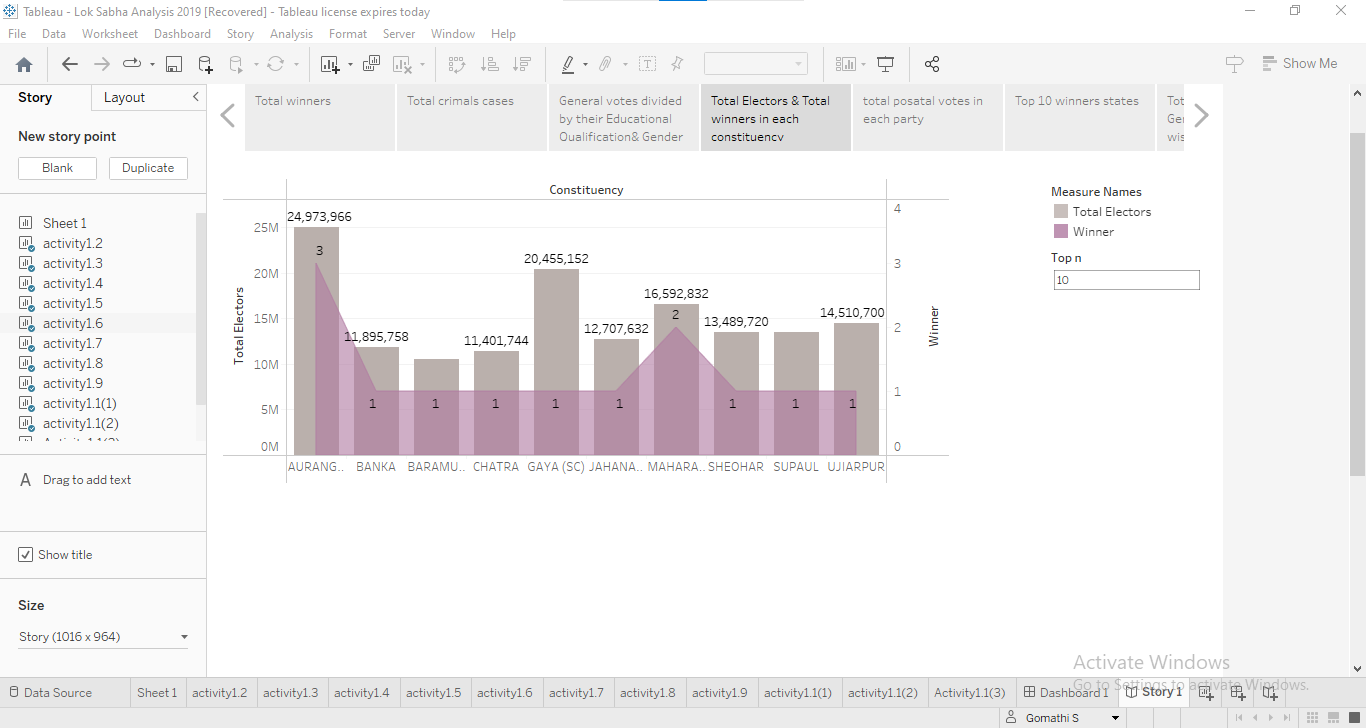 Tableau - Lok Sabha Analysis 2019 [Recovered] - Tableau license expires today
File Data Worksheet Dashboard Story Analysis Format Server Window Help
Show Me
Story Layout
New story point
Blank Duplicate
Sheet 1
activity1.2
activity1.3
activity1.4
activity1.5
activity1.6
activity1.7
activity1.8
activity1.9
activity1.1(1)
activity1.1(2)
A Drag to add text
Show title
Size
Story (1016 x 964)
Total winners
Total crimals cases
General votes divided
by their Educational
Qualification& Gender
Total Electors & Total
winners in each
constituency
total posatal votes in
each party
Top 10 winners states
Constituency
Total Electors
25M
20M
15M
10M
5M
0M
24,973,966
11,895,758
11,401,744
20,455,152
12,707,632
16,592,832
13,489,720
14,510,700
3 1 1 1 1 1 2 1 1 1
AURANG.. BANKA BARAMU.. CHATRA GAYA (SC) JAHANA.. MAHARA.. SHEOHAR SUPAUL UJIARPUR
4
3
2
1
0
Winner
Measure Names
Total Electors
Winner
Top n
10
Activate Windows
Go to Settings to activate Windows.
Data Source Sheet 1 activity1.2 activity1.3 activity1.4 activity1.5 activity1.6 activity1.7 activity1.8 activity1.9 activity1.1(1) activity1.1(2) Activity1.1(3) Dashboard 1 Story 1
Gomathi S